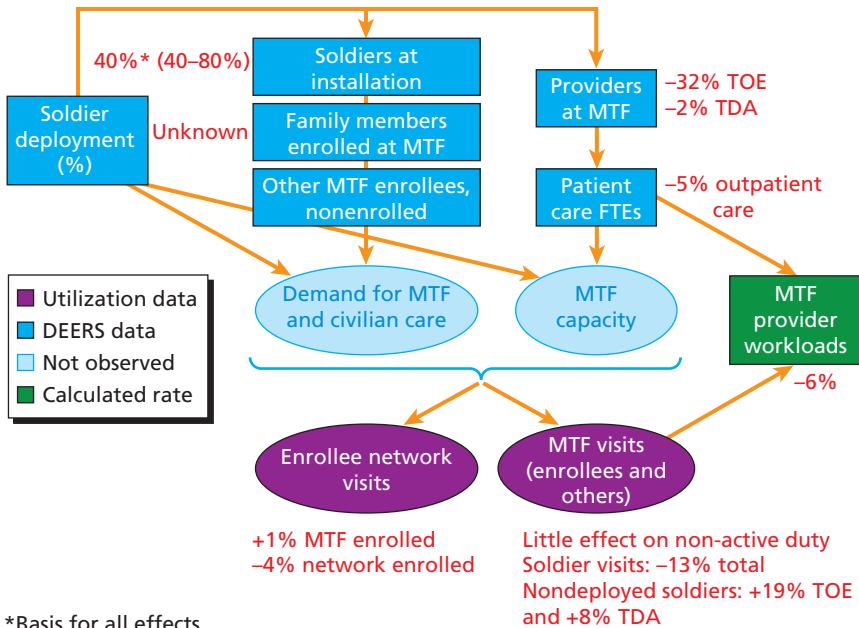 40%* (40–80%)
Soldiers at
installation
Soldier
deployment
(%)
Unknown
Family members
enrolled at MTF
Other MTF enrollees,
nonenrolled
Providers
at MTF
–32% TOE
–2% TDA
Patient
care FTEs
–5% outpatient
care
Utilization data
DEERS data
Not observed
Calculated rate
Demand for MTF
and civilian care
MTF
capacity
MTF
provider
workloads
–6%
Enrollee network
visits
MTF visits
(enrollees and
others)
+1% MTF enrolled
–4% network enrolled
Little effect on non-active duty
Soldier visits: –13% total
Nondeployed soldiers: +19% TOE
and +8% TDA
*Basis for all effects